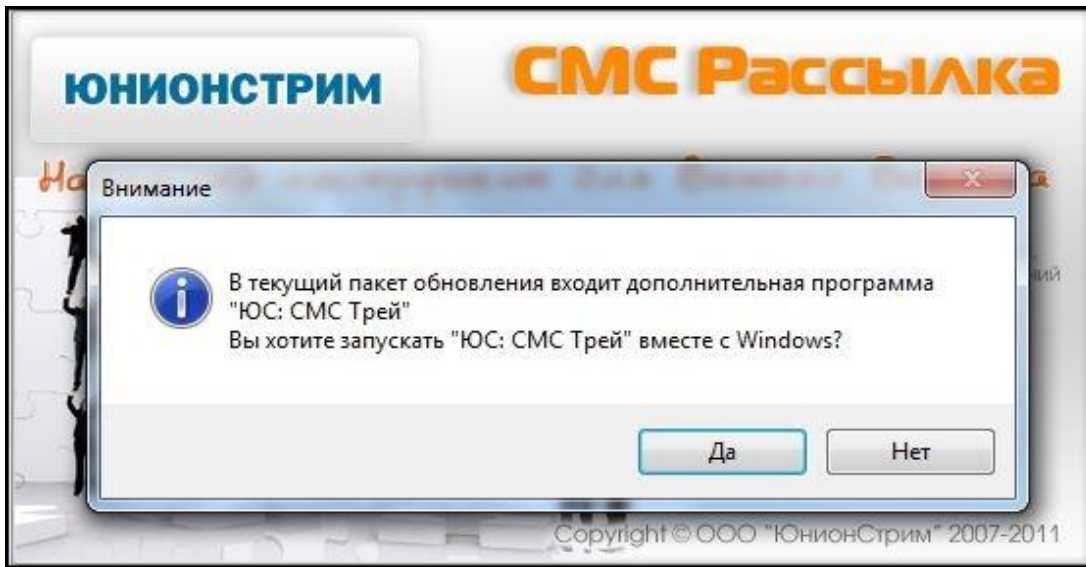 ЮНИОНСТРИМ
СМС Рассылка
На
Внимание
В текущий пакет обновления входит дополнительная программа
"ЮС: СМС Трей"
Вы хотите запускать "ЮС: СМС Трей" вместе с Windows?
Да
Нет
Copyright © ООО "ЮнионСтрим" 2007-2011